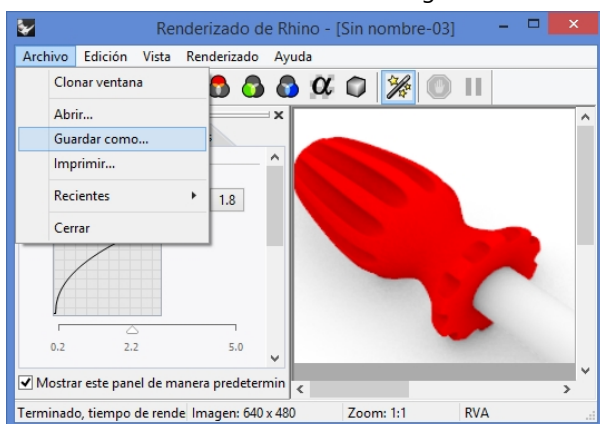 Renderizado de Rhino - [Sin nombre-03]
Archivo Edición Vista Renderizado Ayuda
Clonar ventana
α
Abrir...
Guardar como...
Imprimir...
Recientes
1.8
Cerrar
0.2 2.2 5.0
Mostrar este panel de manera predetermin
Terminado, tiempo de rende Imagen: 640 x 480 Zoom: 1:1 RVA